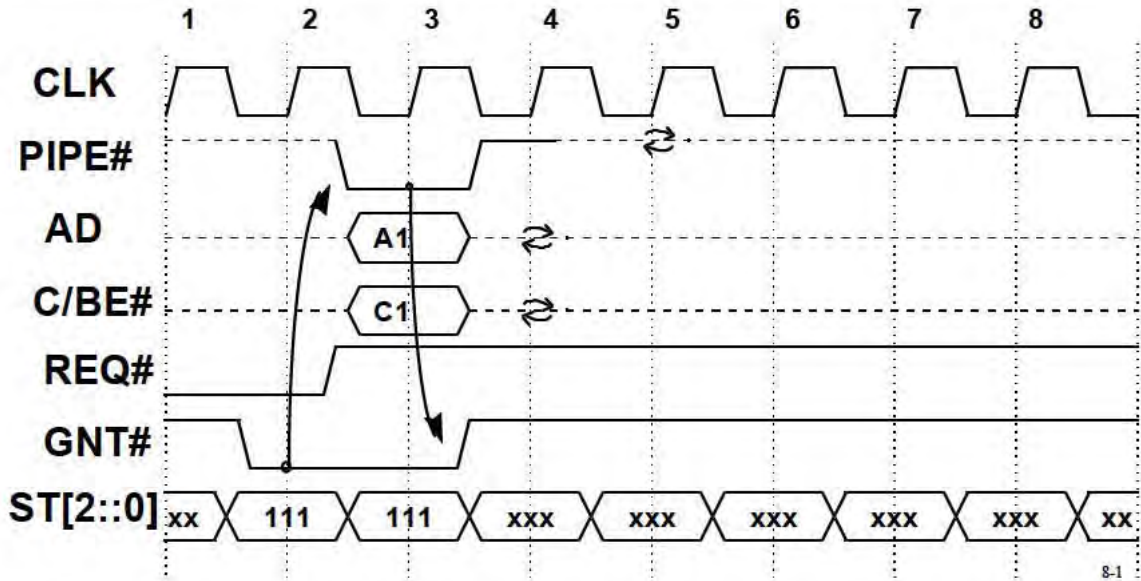 1 2 3 4 5 6 7 8
CLK
PIPE#
AD A1
C/BE# C1
REQ#
GNT#
ST[2::0] xx 111 111 xxx xxx xxx xxx xxx xx
8-1